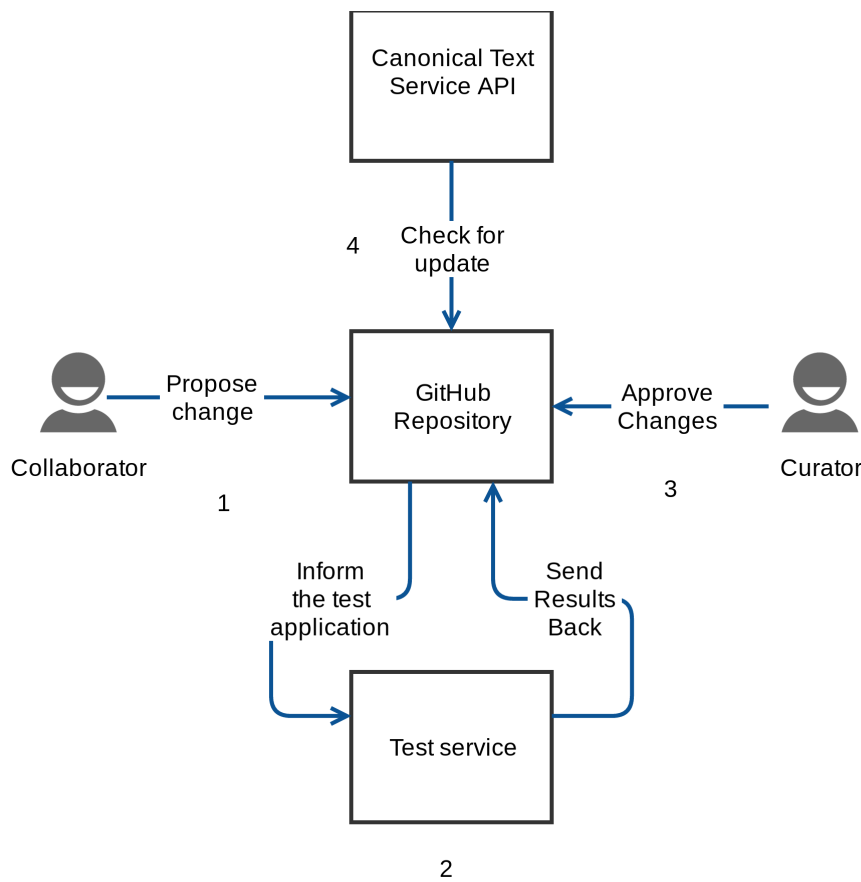 Canonical Text
Service API
4
Check for
update
Propose
change
GitHub
Repository
Approve
Changes
Collaborator
Curator
1
3
Inform
the test
application
Send
Results
Back
Test service
2